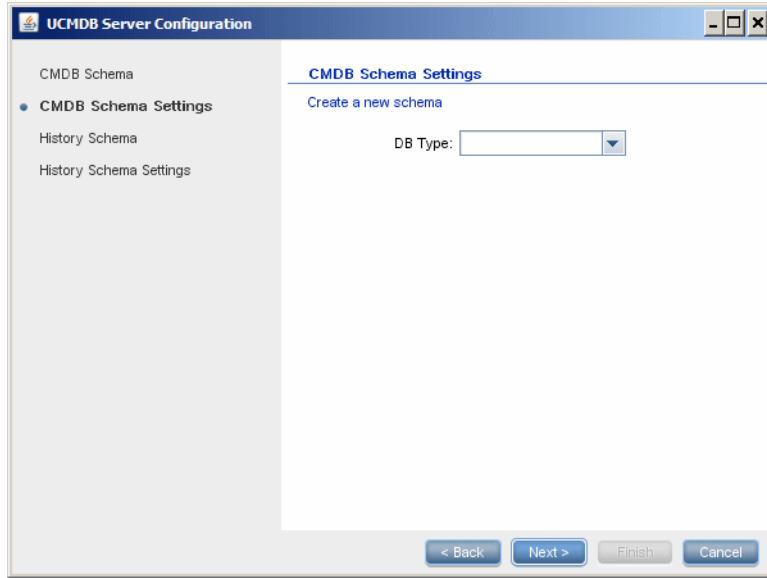 UCMDB Server Configuration
CMDB Schema
CMDB Schema Settings
History Schema
History Schema Settings
CMDB Schema Settings
Create a new schema
DB Type:
< Back Next > Finish Cancel